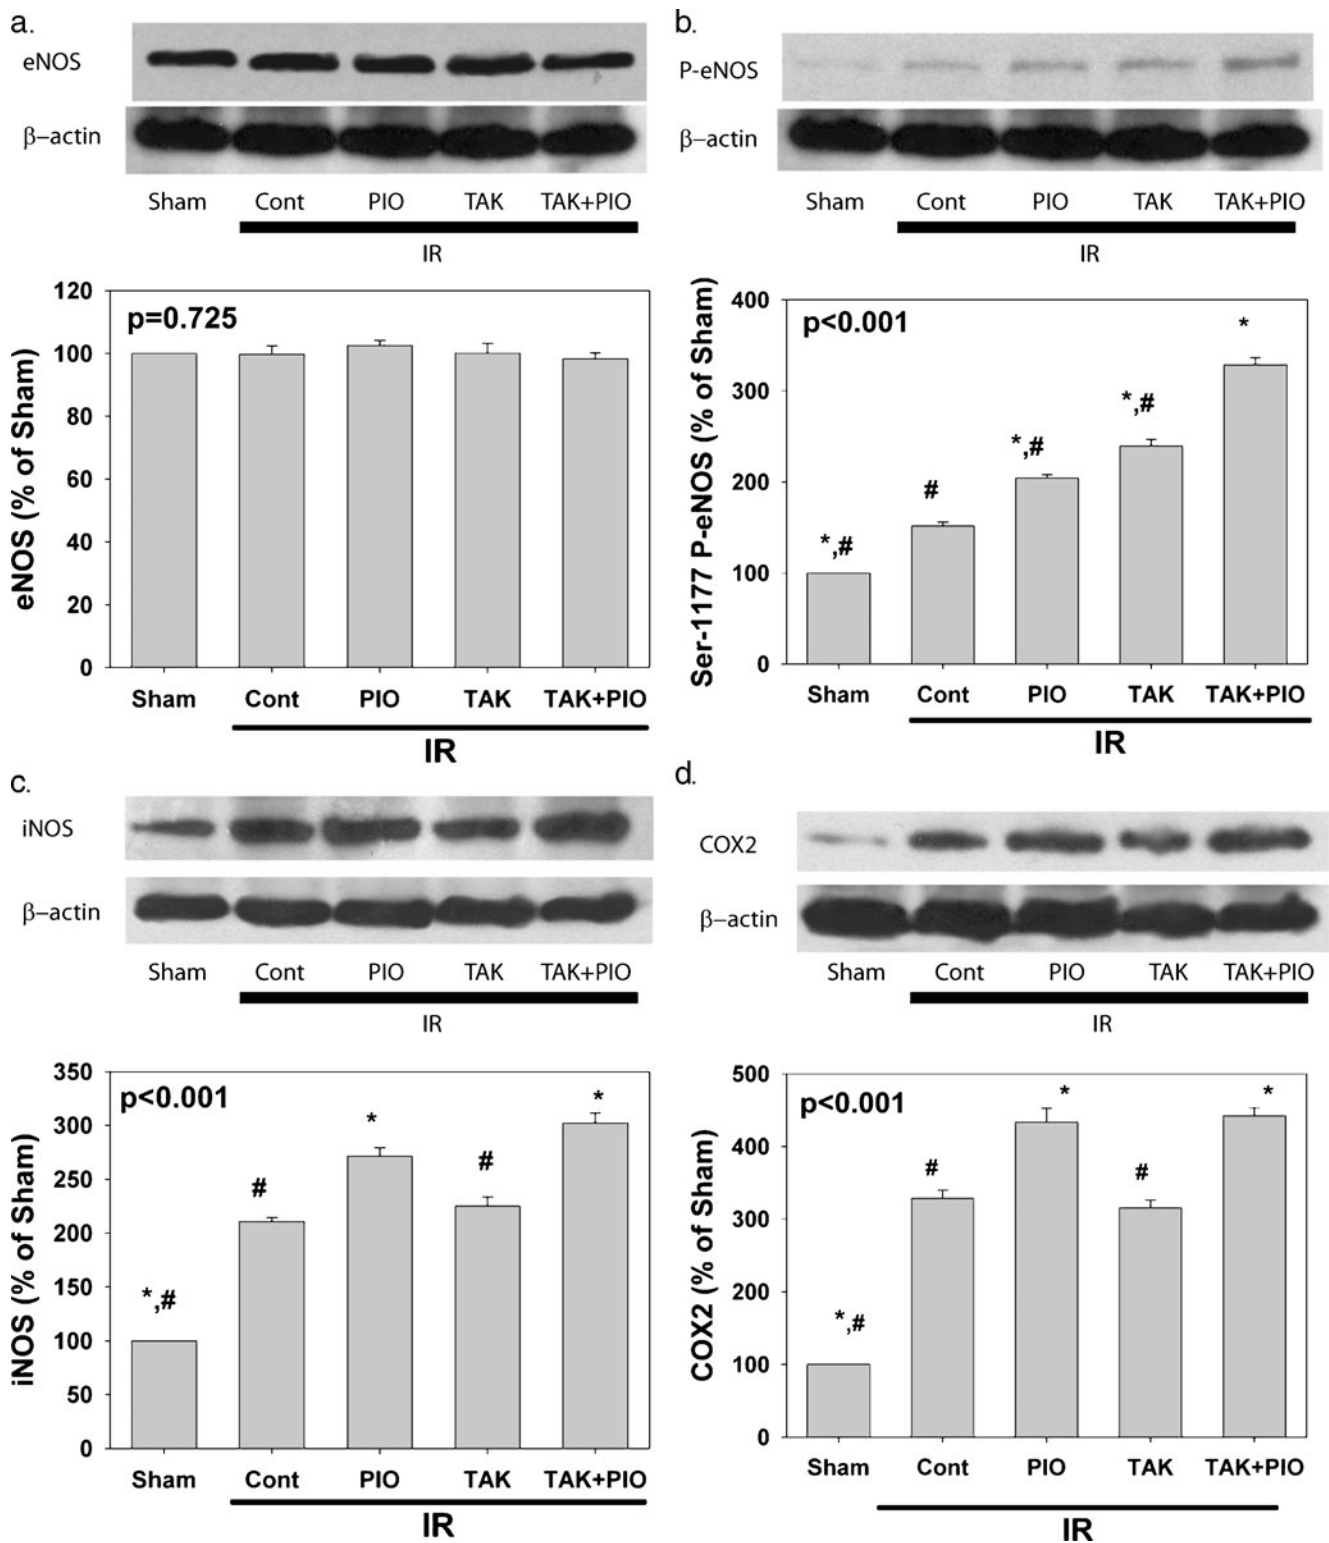 a.
eNOS
β–actin
Sham Cont PIO TAK TAK+PIO
IR
p=0.725
eNOS (% of Sham)
120
100
80
60
40
20
0
Sham Cont PIO TAK TAK+PIO
IR
b.
P-eNOS
β–actin
Sham Cont PIO TAK TAK+PIO
IR
p<0.001
Ser-1177 P-eNOS (% of Sham)
400
300
200
100
0
*,#
#
*,#
*,#
*
Sham Cont PIO TAK TAK+PIO
IR
c.
iNOS
β–actin
Sham Cont PIO TAK TAK+PIO
IR
p<0.001
iNOS (% of Sham)
350
300
250
200
150
100
50
0
*,#
#
*
#
*
Sham Cont PIO TAK TAK+PIO
IR
d.
COX2
β–actin
Sham Cont PIO TAK TAK+PIO
IR
p<0.001
COX2 (% of Sham)
500
400
300
200
100
0
*,#
#
*
#
*
Sham Cont PIO TAK TAK+PIO
IR